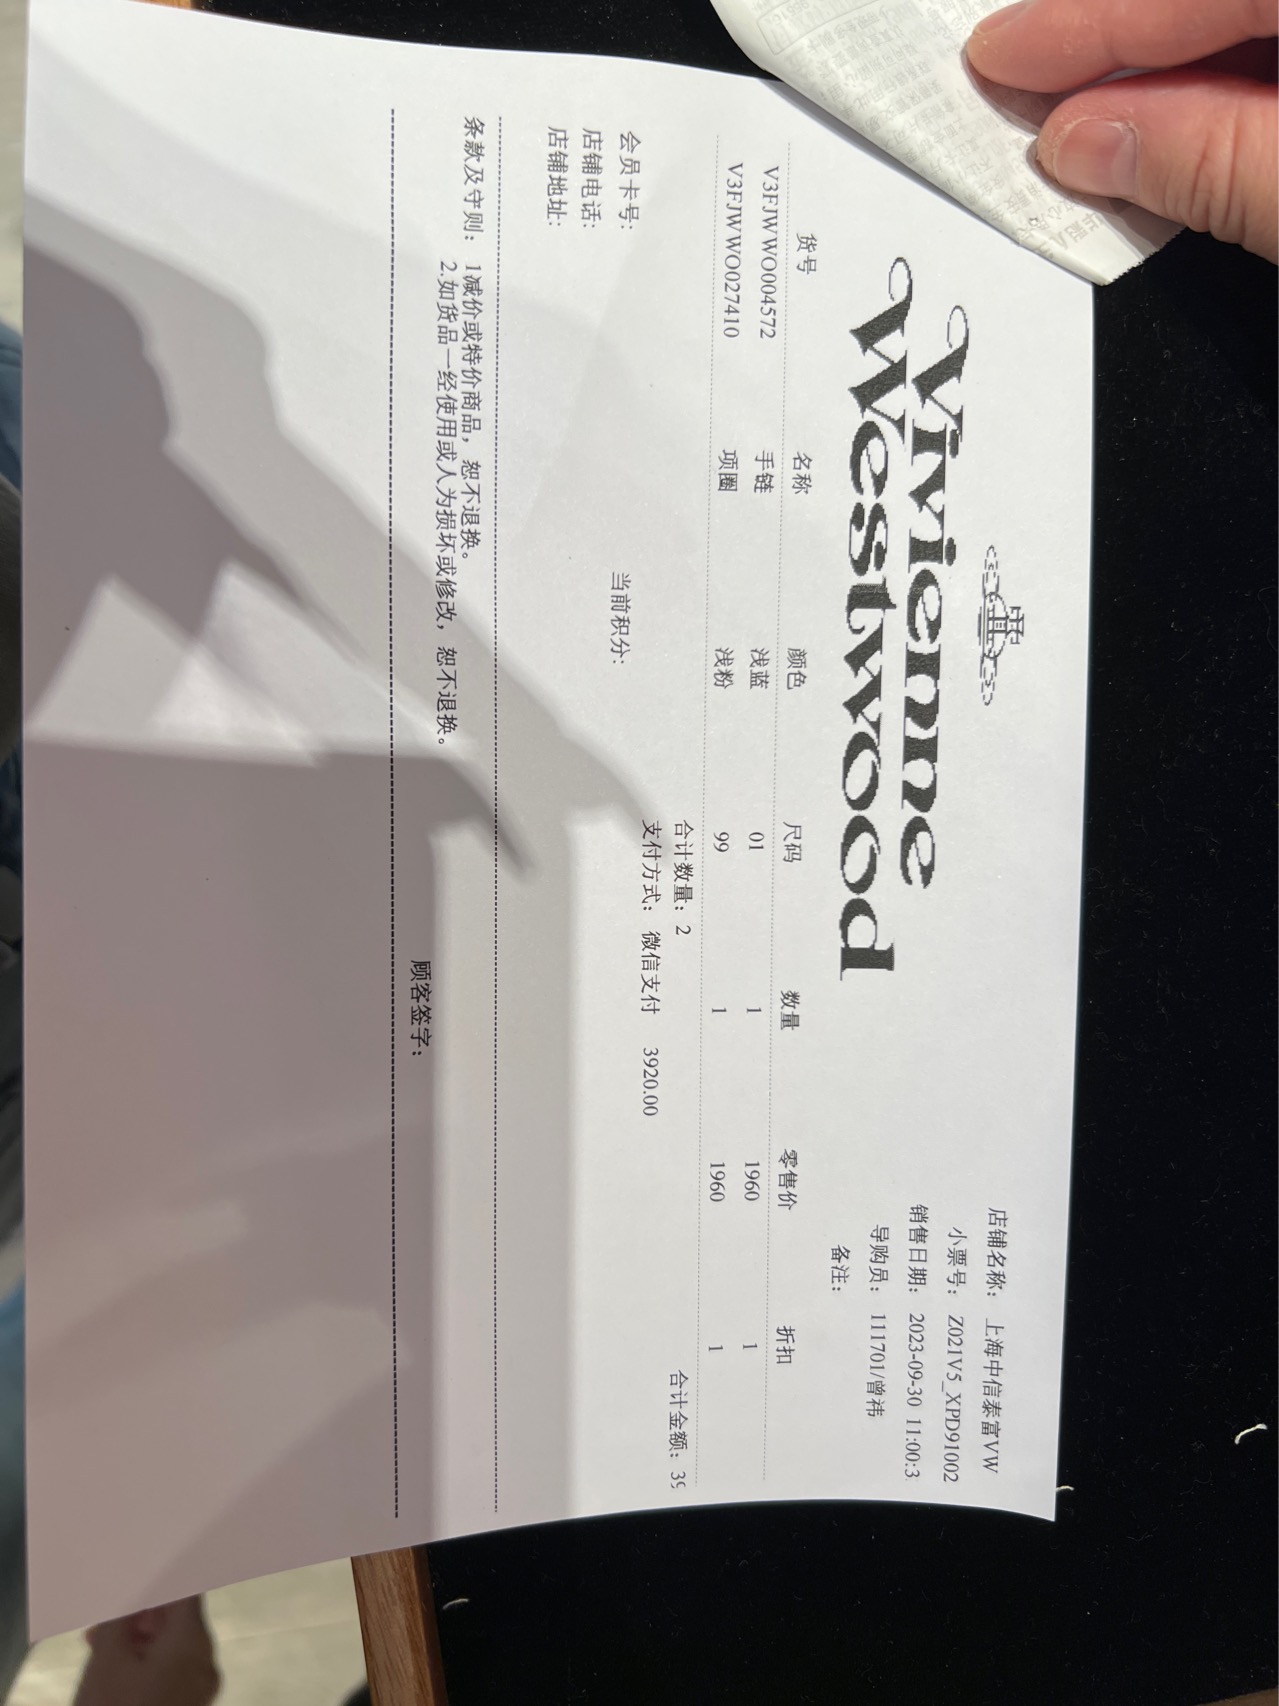 Vivienne
Westwood
店铺名称： 上海中信泰富VW
小票号： Z021V5_XPD91002
销售日期： 2023-09-30 11:00:3
导购员： 111701/曾祎
备注：
货号 名称 颜色 尺码 数量 零售价 折扣
V3FJWWO004572 手链 浅蓝 01 1 1960 1
V3FJWWO027410 项圈 浅粉 99 1 1960 1
合计数量：2 合计金额：39
支付方式： 微信支付 3920.00
会员卡号： 当前积分:
店铺电话:
店铺地址:
条款及守则： 1减价或特价商品，恕不退换。
2.如货品一经使用或人为损坏或修改，恕不退换。
顾客签字：